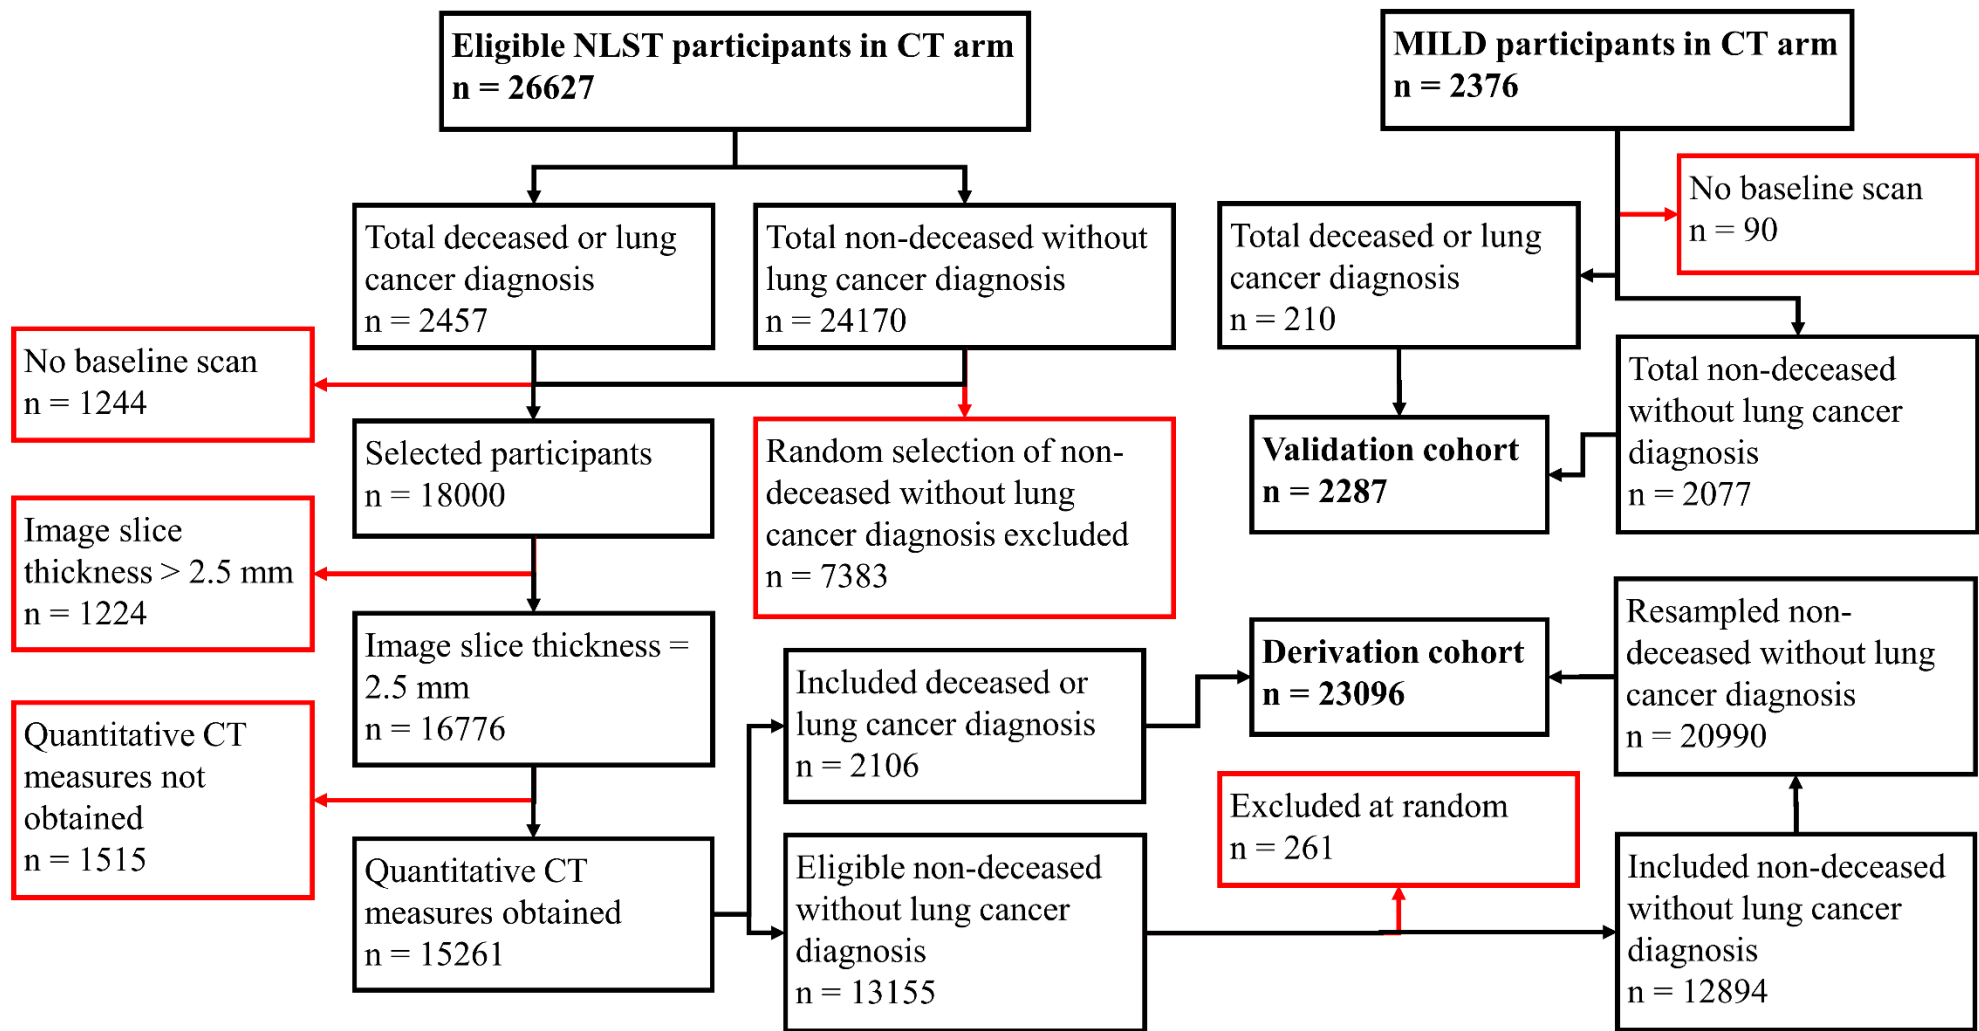 Eligible NLST participants in CT arm
n = 26627
MILD participants in CT arm
n = 2376
No baseline scan
n = 90
Total deceased or lung
cancer diagnosis
n = 2457
Total non-deceased without
lung cancer diagnosis
n = 24170
Total deceased or lung
cancer diagnosis
n = 210
No baseline scan
n = 1244
Total non-deceased
without lung cancer
diagnosis
n = 2077
Selected participants
n = 18000
Random selection of non-
deceased without lung
cancer diagnosis excluded
n = 7383
Validation cohort
n = 2287
Image slice
thickness > 2.5 mm
n = 1224
Image slice thickness =
2.5 mm
n = 16776
Included deceased or
lung cancer diagnosis
n = 2106
Derivation cohort
n = 23096
Resampled non-
deceased without lung
cancer diagnosis
n = 20990
Quantitative CT
measures not
obtained
n = 1515
Excluded at random
n = 261
Quantitative CT
measures obtained
n = 15261
Eligible non-deceased
without lung cancer
diagnosis
n = 13155
Included non-deceased
without lung cancer
diagnosis
n = 12894